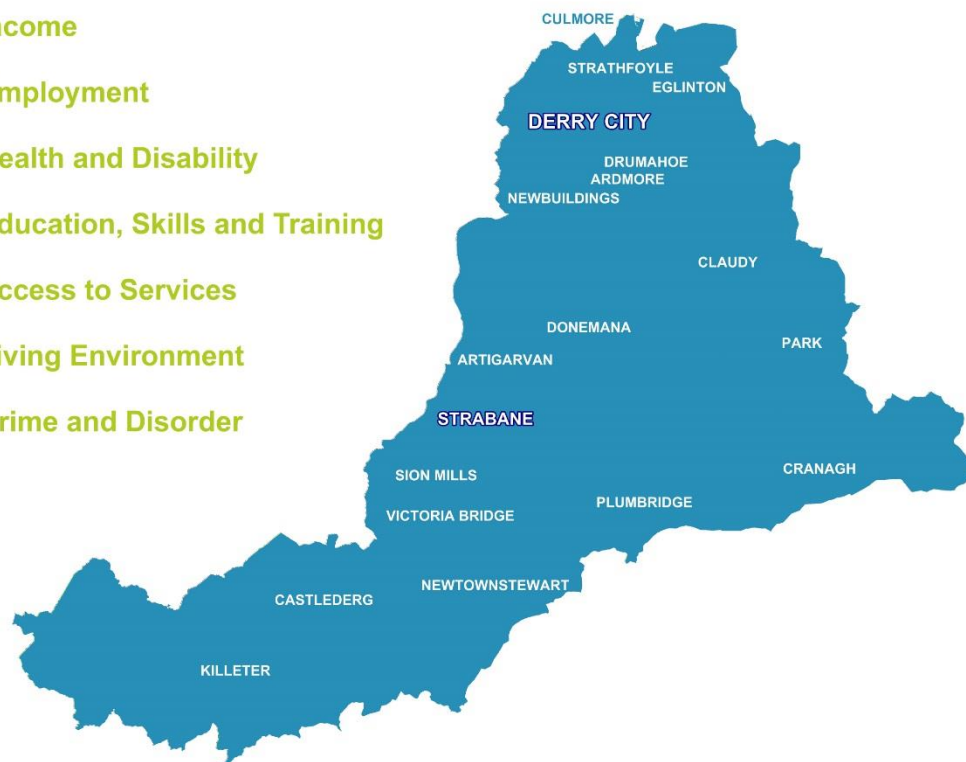 ncome
mployment
ealth and Disability
ducation, Skills and Training
ccess to Services
iving Environment
rime and Disorder
CULMORE
STRATHFOYLE
EGLINTON
DERRY CITY
DRUMAHOE
ARDMORE
NEWBUILDINGS
CLAUDY
DONEMANA
PARK
ARTIGARVAN
STRABANE
CRANAGH
SION MILLS
PLUMBRIDGE
VICTORIA BRIDGE
NEWTOWNSTEWART
CASTLEDERG
KILLETER